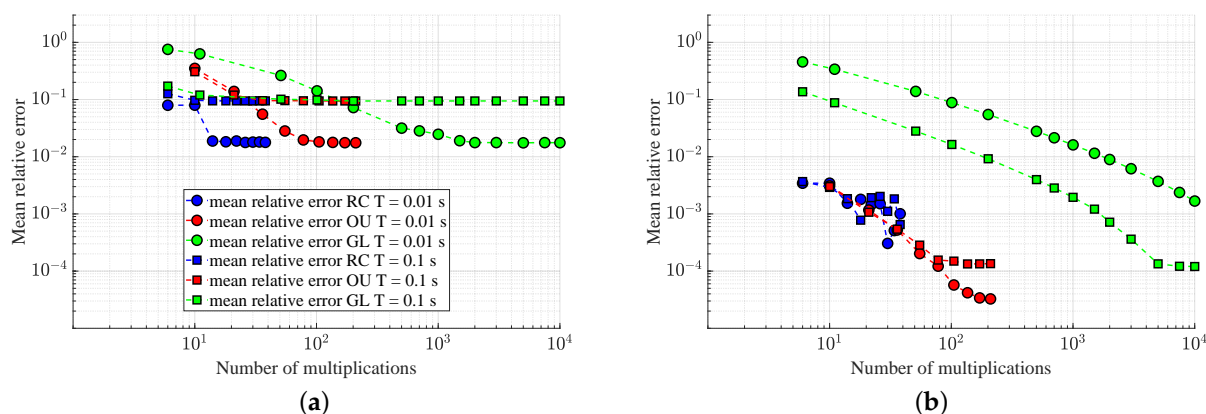 10^0
10^-1
10^-2
10^-3
10^-4
Mean relative error
mean relative error RC T = 0.01 s
mean relative error OU T = 0.01 s
mean relative error GL T = 0.01 s
mean relative error RC T = 0.1 s
mean relative error OU T = 0.1 s
mean relative error GL T = 0.1 s
10^1 10^2 10^3 10^4
Number of multiplications
(a)
10^0
10^-1
10^-2
10^-3
10^-4
Mean relative error
10^1 10^2 10^3 10^4
Number of multiplications
(b)